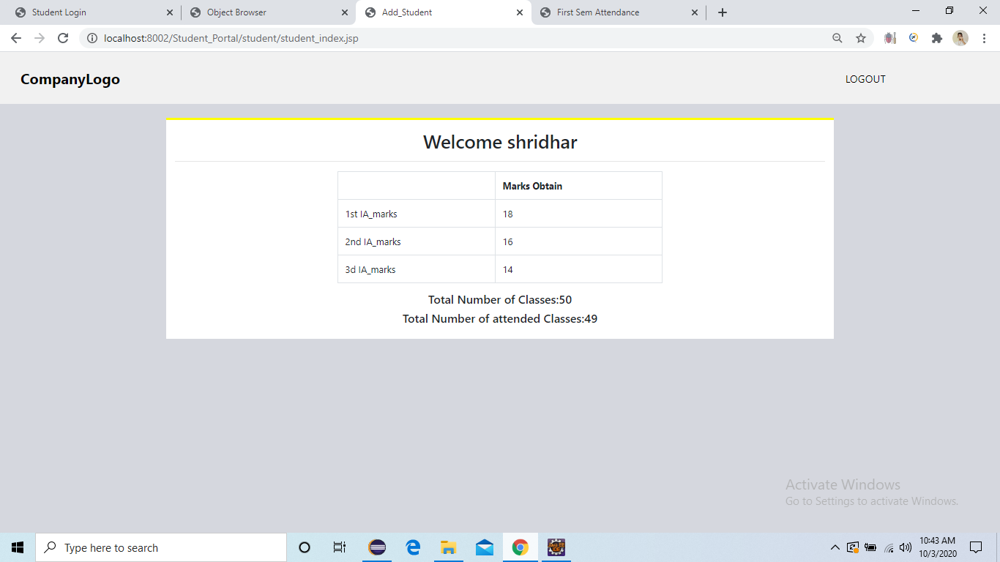 Student Login
Object Browser
Add_Student
First Sem Attendance
localhost:8002/Student_Portal/student/student_index.jsp
CompanyLogo
LOGOUT
Welcome shridhar
Marks Obtain
1st IA_marks 18
2nd IA_marks 16
3d IA_marks 14
Total Number of Classes:50
Total Number of attended Classes:49
Activate Windows
Go to Settings to activate Windows.
Type here to search
10:43 AM
10/3/2020